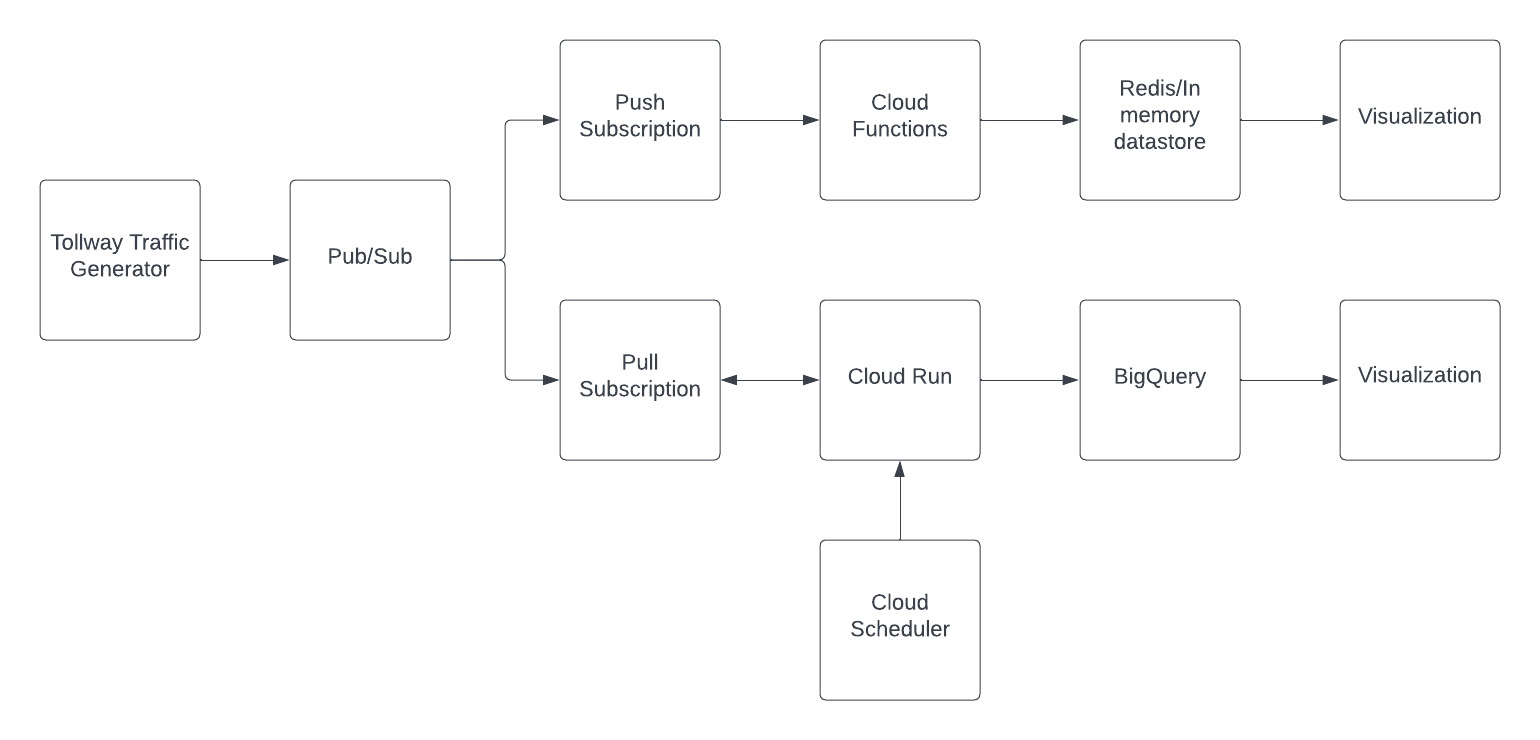 Push
Subscription
Cloud
Functions
Redis/In
memory
datastore
Visualization
Tollway Traffic
Generator
Pub/Sub
Pull
Subscription
Cloud Run
BigQuery
Visualization
Cloud
Scheduler